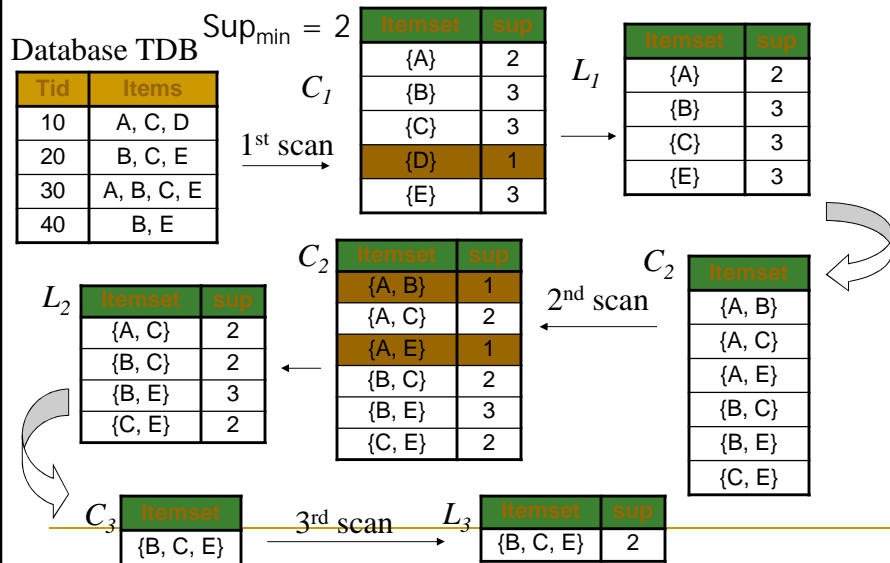 Sup_min = 2
Database TDB
Tid Items
10 A, C, D
20 B, C, E
30 A, B, C, E
40 B, E
1st scan
C1
Itemset sup
{A} 2
{B} 3
{C} 3
{D} 1
{E} 3
L1
Itemset sup
{A} 2
{B} 3
{C} 3
{E} 3
C2
Itemset
{A, B}
{A, C}
{A, E}
{B, C}
{B, E}
{C, E}
2nd scan
C2
Itemset sup
{A, B} 1
{A, C} 2
{A, E} 1
{B, C} 2
{B, E} 3
{C, E} 2
L2
Itemset sup
{A, C} 2
{B, C} 2
{B, E} 3
{C, E} 2
C3
Itemset
{B, C, E}
3rd scan
L3
Itemset sup
{B, C, E} 2